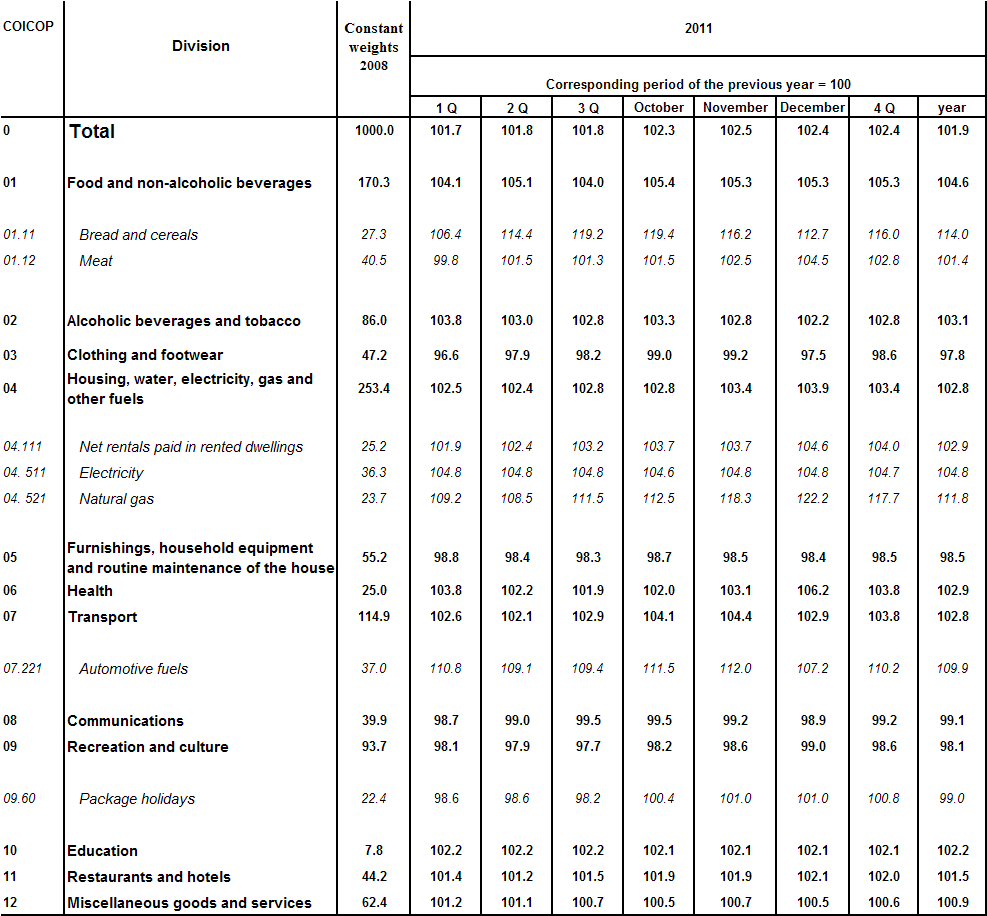 COICOP Division Constant weights 2008 2011
Corresponding period of the previous year = 100
1 Q 2 Q 3 Q October November December 4 Q year
0 Total 1000.0 101.7 101.8 101.8 102.3 102.5 102.4 102.4 101.9
01 Food and non-alcoholic beverages 170.3 104.1 105.1 104.0 105.4 105.3 105.3 105.3 104.6
01.11 Bread and cereals 27.3 106.4 114.4 119.2 119.4 116.2 112.7 116.0 114.0
01.12 Meat 40.5 99.8 101.5 101.3 101.5 102.5 104.5 102.8 101.4
02 Alcoholic beverages and tobacco 86.0 103.8 103.0 102.8 103.3 102.8 102.2 102.8 103.1
03 Clothing and footwear 47.2 96.6 97.9 98.2 99.0 99.2 97.5 98.6 97.8
04 Housing, water, electricity, gas and other fuels 253.4 102.5 102.4 102.8 102.8 103.4 103.9 103.4 102.8
04.111 Net rentals paid in rented dwellings 25.2 101.9 102.4 103.2 103.7 103.7 104.6 104.0 102.9
04. 511 Electricity 36.3 104.8 104.8 104.8 104.6 104.8 104.8 104.7 104.8
04. 521 Natural gas 23.7 109.2 108.5 111.5 112.5 118.3 122.2 117.7 111.8
05 Furnishings, household equipment and routine maintenance of the house 55.2 98.8 98.4 98.3 98.7 98.5 98.4 98.5 98.5
06 Health 25.0 103.8 102.2 101.9 102.0 103.1 106.2 103.8 102.9
07 Transport 114.9 102.6 102.1 102.9 104.1 104.4 102.9 103.8 102.8
07.221 Automotive fuels 37.0 110.8 109.1 109.4 111.5 112.0 107.2 110.2 109.9
08 Communications 39.9 98.7 99.0 99.5 99.5 99.2 98.9 99.2 99.1
09 Recreation and culture 93.7 98.1 97.9 97.7 98.2 98.6 99.0 98.6 98.1
09.60 Package holidays 22.4 98.6 98.6 98.2 100.4 101.0 101.0 100.8 99.0
10 Education 7.8 102.2 102.2 102.2 102.1 102.1 102.1 102.1 102.2
11 Restaurants and hotels 44.2 101.4 101.2 101.5 101.9 101.9 102.1 102.0 101.5
12 Miscellaneous goods and services 62.4 101.2 101.1 100.7 100.5 100.7 100.5 100.6 100.9